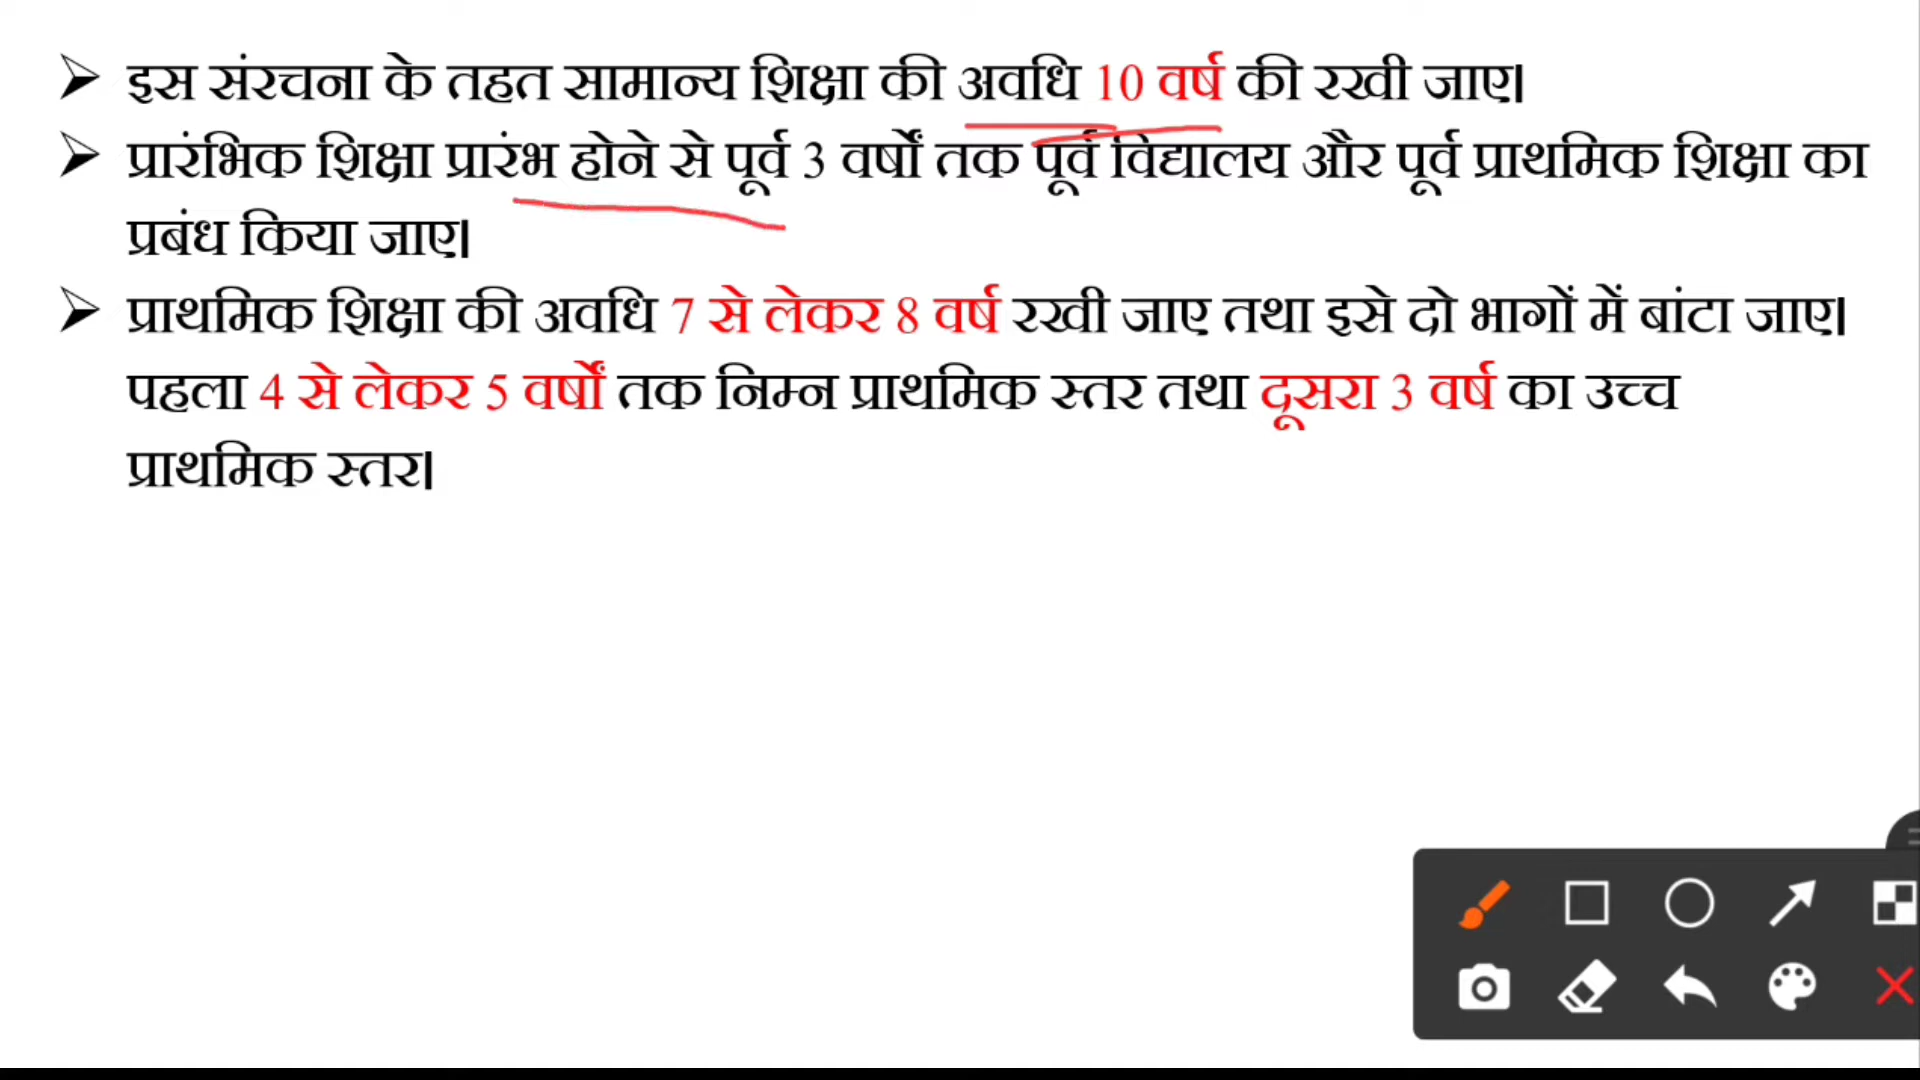 ➢ इस संरचना के तहत सामान्य शिक्षा की अवधि 10 वर्ष की रखी जाए।
➢ प्रारंभिक शिक्षा प्रारंभ होने से पूर्व 3 वर्षों तक पूर्व विद्यालय और पूर्व प्राथमिक शिक्षा का
प्रबंध किया जाए।
➢ प्राथमिक शिक्षा की अवधि 7 से लेकर 8 वर्ष रखी जाए तथा इसे दो भागों में बांटा जाए।
पहला 4 से लेकर 5 वर्षों तक निम्न प्राथमिक स्तर तथा दूसरा 3 वर्ष का उच्च
प्राथमिक स्तर।